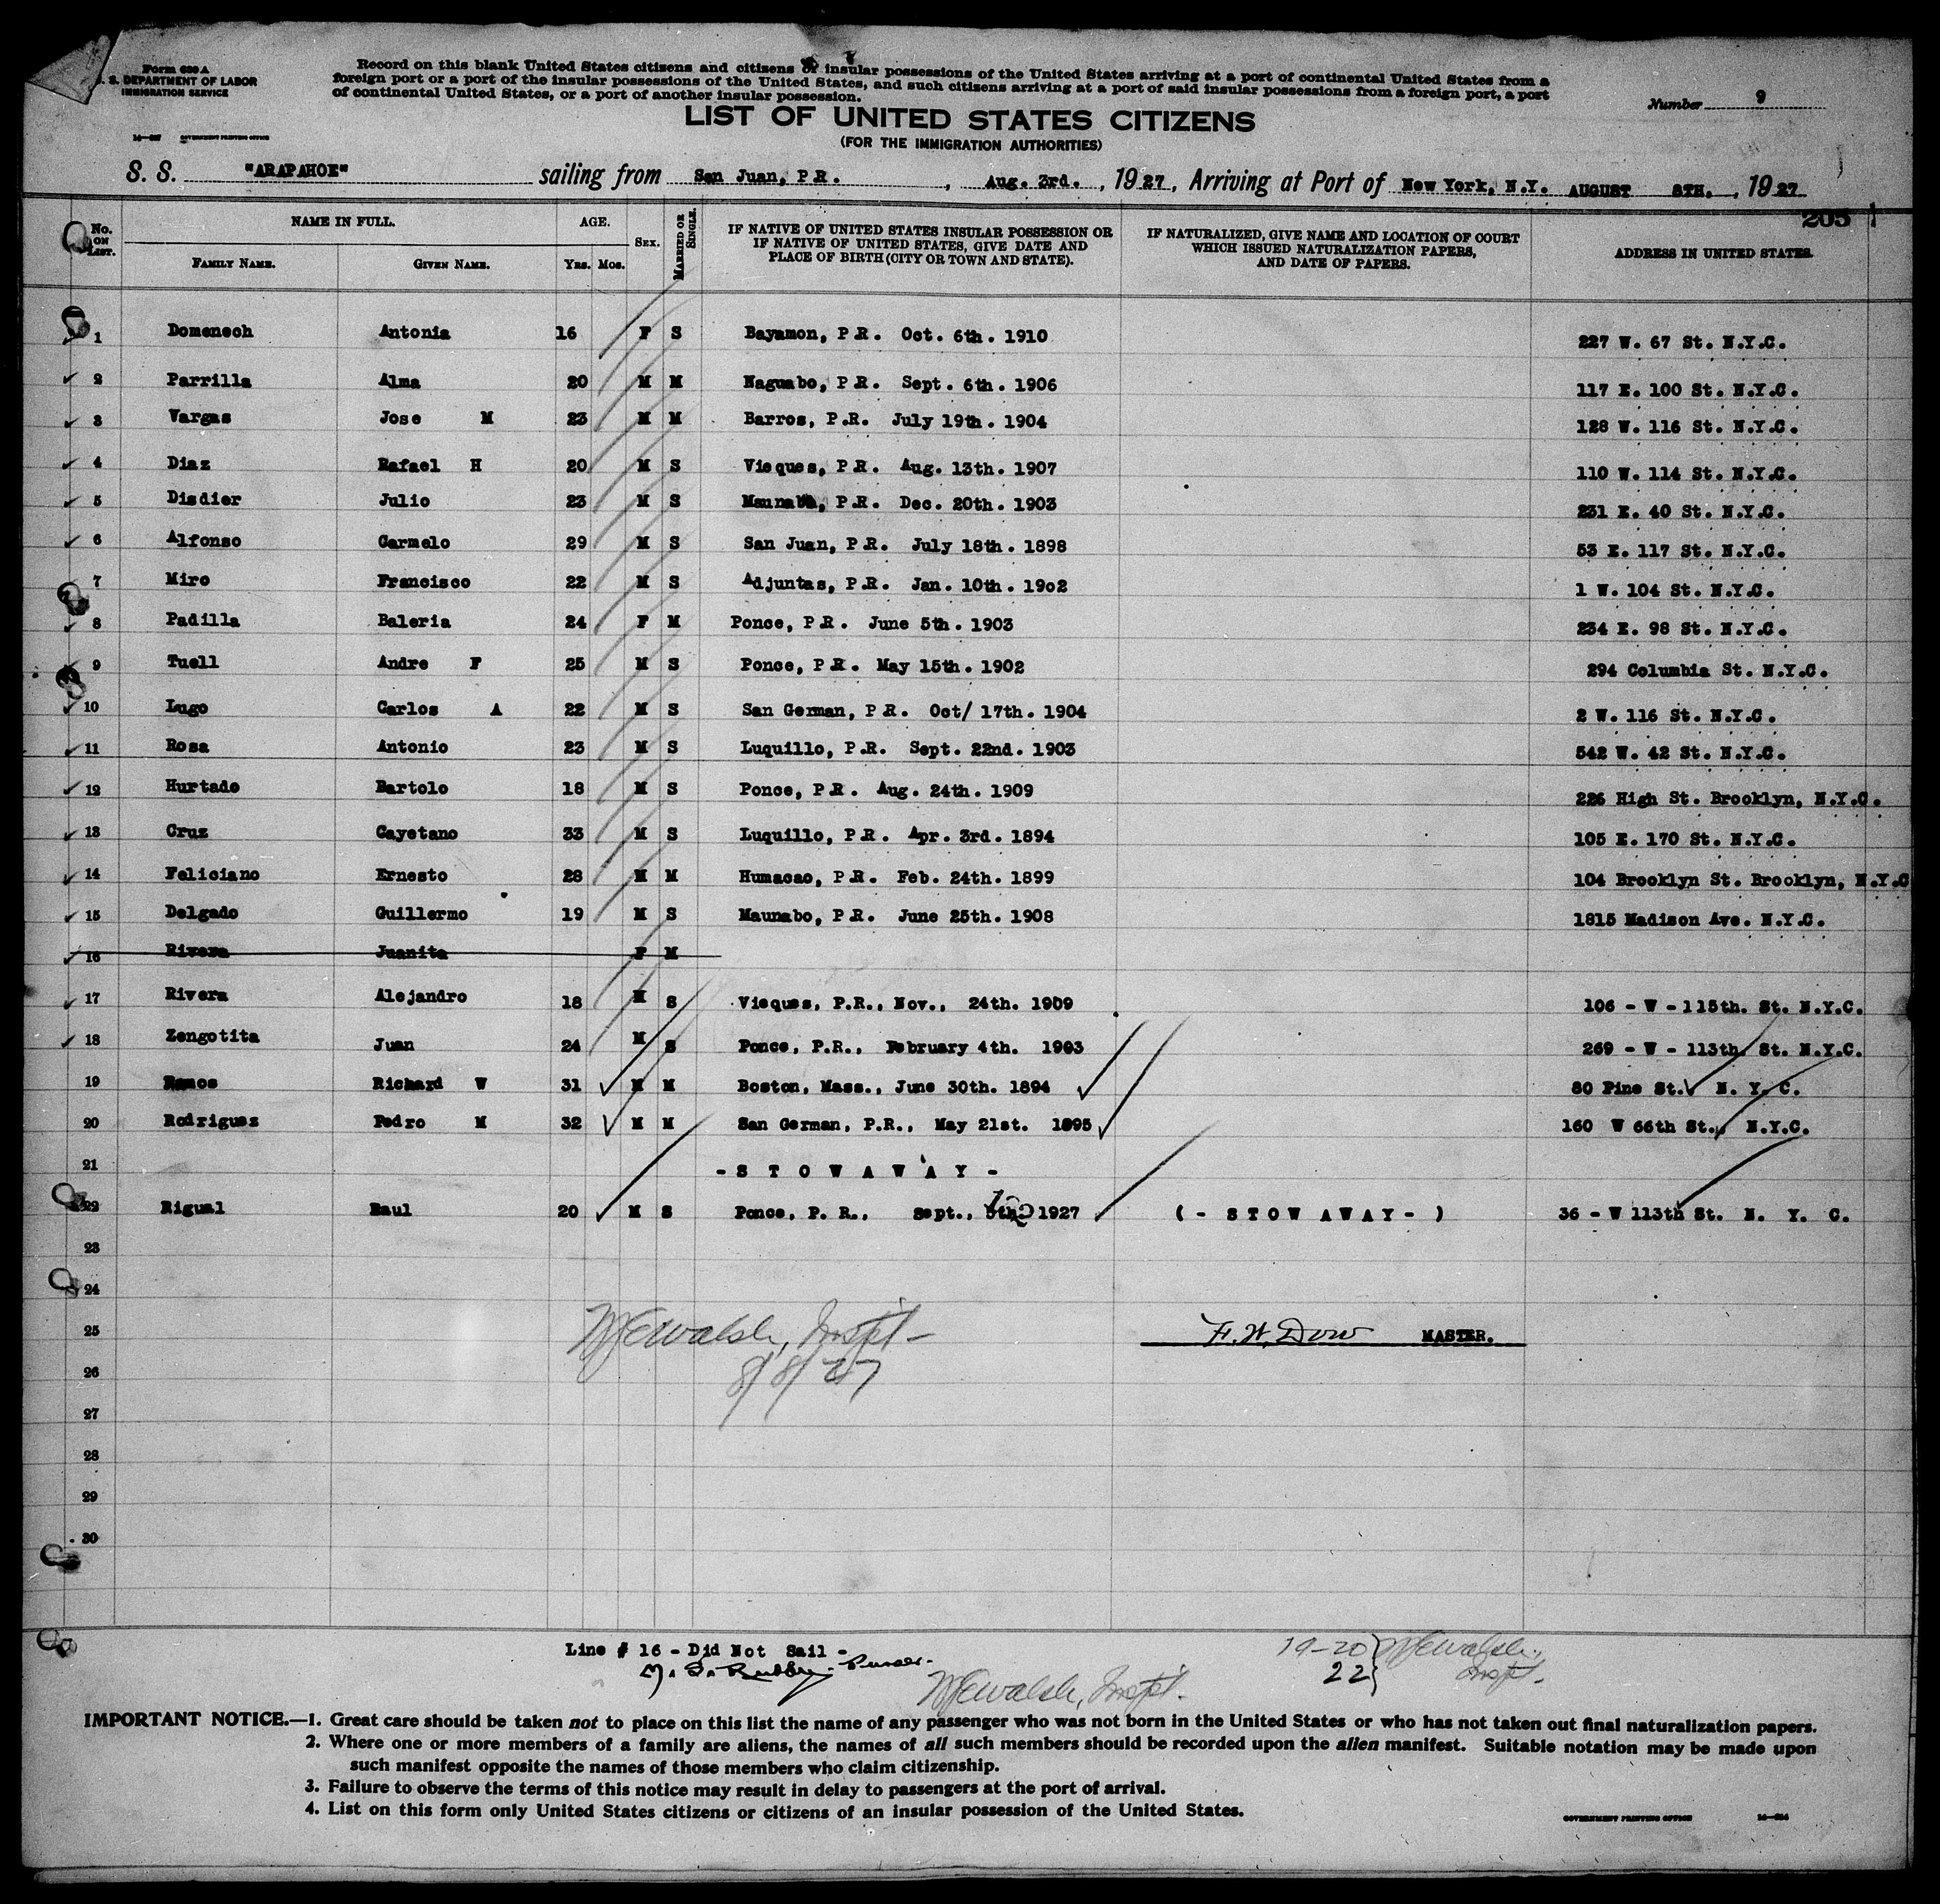 Form 630 A
U. S. DEPARTMENT OF LABOR
IMMIGRATION SERVICE
GOVERNMENT PRINTING OFFICE
Record on this blank United States citizens and citizens of insular possessions of the United States arriving at a port of continental United States from a
foreign port or a port of the insular possessions of the United States, and such citizens arriving at a port of said insular possessions from a foreign port, a port
of continental United States, or a port of another insular possession.
Number 9
LIST OF UNITED STATES CITIZENS
(FOR THE IMMIGRATION AUTHORITIES)
S. S. "ARAPAHOE" sailing from San Juan, P.R. , Aug. 3rd. , 1927, Arriving at Port of New York, N.Y. AUGUST 8TH. , 1927
205
No. ON LIST. NAME IN FULL. FAMILY NAME. GIVEN NAME. AGE. Yrs. Mos. SEX. MARRIED OR SINGLE. IF NATIVE OF UNITED STATES INSULAR POSSESSION OR IF NATIVE OF UNITED STATES, GIVE DATE AND PLACE OF BIRTH (CITY OR TOWN AND STATE). IF NATURALIZED, GIVE NAME AND LOCATION OF COURT WHICH ISSUED NATURALIZATION PAPERS, AND DATE OF PAPERS. ADDRESS IN UNITED STATES.
1 Domenech Antonia 16 F S Bayamon, P.R. Oct. 6th. 1910 227 W. 67 St. N.Y.C.
2 Parrilla Alma 20 M M Naguabo, P.R. Sept. 6th. 1906 117 E. 100 St. N.Y.C.
3 Vargas Jose M 23 M M Barros, P.R. July 19th. 1904 128 W. 116 St. N.Y.C.
4 Diaz Rafael H 20 M S Vieques, P.R. Aug. 13th. 1907 110 W. 114 St. N.Y.C.
5 Disdier Julio 23 M S Maunabo, P.R. Dec. 20th. 1903 231 E. 40 St. N.Y.C.
6 Alfonso Carmelo 29 M S San Juan, P.R. July 18th. 1898 53 E. 117 St. N.Y.C.
7 Miro Francisco 22 M S Adjuntas, P.R. Jan. 10th. 19o2 1 W. 104 St. N.Y.C.
8 Padilla Baleria 24 F M Ponce, P.R. June 5th. 1903 234 E. 98 St. N.Y.C.
9 Tuell Andre F 25 M S Ponce, P.R. May 15th. 1902 294 Columbia St. N.Y.C.
10 Lugo Carlos A 22 M S San German, P.R. Oct/ 17th. 1904 2 W. 116 St. N.Y.C.
11 Rosa Antonio 23 M S Luquillo, P.R. Sept. 22nd. 1903 542 W. 42 St. N.Y.C.
12 Hurtado Bartolo 18 M S Ponce, P.R. Aug. 24th. 1909 226 High St. Brooklyn, N.Y.C.
13 Cruz Cayetano 33 M S Luquillo, P.R. Apr. 3rd. 1894 105 E. 170 St. N.Y.C.
14 Feliciano Ernesto 28 M M Humacao, P.R. Feb. 24th. 1899 104 Brooklyn St. Brooklyn, N.Y.C
15 Delgado Guillermo 19 M S Maunabo, P.R. June 25th. 1908 1815 Madison Ave. N.Y.C.
16 Rivera Juanita F M
17 Rivera Alejandro 18 M S Vieques, P.R., Nov., 24th. 1909 106 - W - 115th. St. N.Y.C.
18 Zengotita Juan 24 M S Ponce, P.R., February 4th. 1903 269 - W - 113th. St. N.Y.C.
19 Ramos Richard W 31 M M Boston, Mass., June 30th. 1894 80 Pine St. N. Y. C.
20 Rodriguez Pedro M 32 M M San German, P.R., May 21st. 1895 160 W 66th St., N.Y.C.
21 - S T O W A W A Y -
22 Rigual Raul 20 M S Ponce, P. R., Sept., 5th 1927 (- S T O W A W A Y - ) 36 - W 113th St. N. Y. C.
23
24
25 Walsh, Inspt - F. W. Dow MASTER.
8/8/27
26
27
28
29
30
Line # 16 - Did Not Sail -
Purser.
19-20 Walsh,
22 Inspt.
Walsh, Inspt.
IMPORTANT NOTICE.—1. Great care should be taken not to place on this list the name of any passenger who was not born in the United States or who has not taken out final naturalization papers.
2. Where one or more members of a family are aliens, the names of all such members should be recorded upon the alien manifest. Suitable notation may be made upon
such manifest opposite the names of those members who claim citizenship.
3. Failure to observe the terms of this notice may result in delay to passengers at the port of arrival.
4. List on this form only United States citizens or citizens of an insular possession of the United States.
GOVERNMENT PRINTING OFFICE